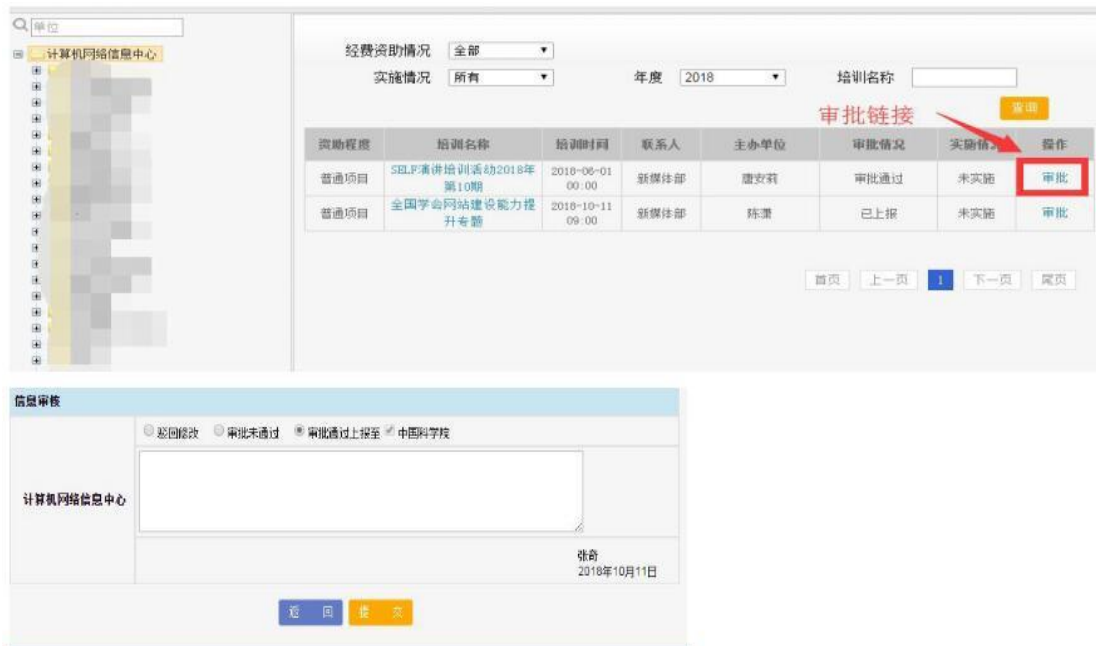 单位
计算机网络信息中心
经费资助情况 全部
实施情况 所有 年度 2018 培训名称
查询
审批链接
资助程度 培训名称 培训时间 联系人 主办单位 审批情况 实施情况 操作
普通项目 SELF演讲培训活动2018年第10期 2018-06-01 00:00 新媒体部 唐安莉 审批通过 未实施 审批
普通项目 全国学会网站建设能力提升专题 2018-10-11 09:00 新媒体部 陈潇 已上报 未实施 审批
首页 上一页 1 下一页 尾页
信息审核
驳回修改 审批未通过 审批通过上报至 中国科学院
计算机网络信息中心
张奇
2018年10月11日
返 回 提 交